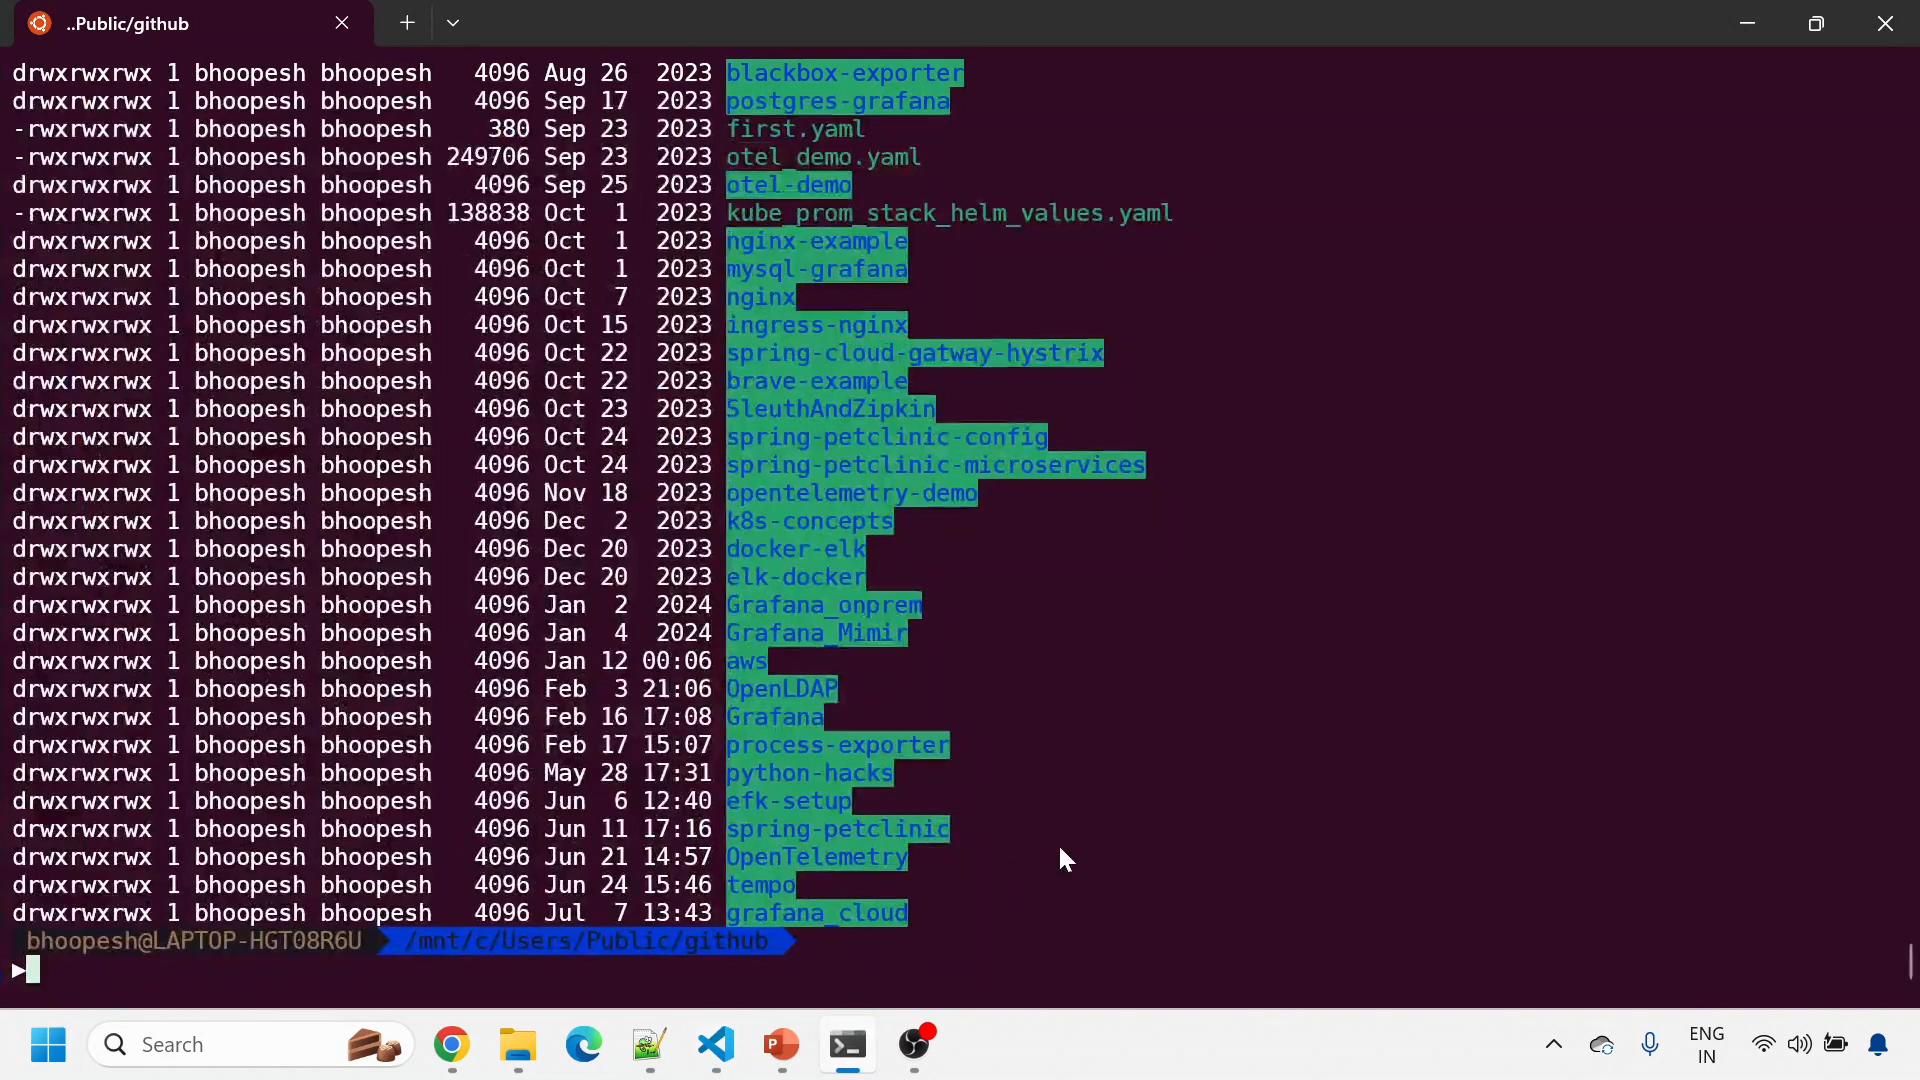 ..Public/github
drwxrwxrwx 1 bhoopesh bhoopesh 4096 Aug 26 2023 blackbox-exporter
drwxrwxrwx 1 bhoopesh bhoopesh 4096 Sep 17 2023 postgres-grafana
-rwxrwxrwx 1 bhoopesh bhoopesh 380 Sep 23 2023 first.yaml
-rwxrwxrwx 1 bhoopesh bhoopesh 249706 Sep 23 2023 otel_demo.yaml
drwxrwxrwx 1 bhoopesh bhoopesh 4096 Sep 25 2023 otel-demo
-rwxrwxrwx 1 bhoopesh bhoopesh 138838 Oct 1 2023 kube_prom_stack_helm_values.yaml
drwxrwxrwx 1 bhoopesh bhoopesh 4096 Oct 1 2023 nginx-example
drwxrwxrwx 1 bhoopesh bhoopesh 4096 Oct 1 2023 mysql-grafana
drwxrwxrwx 1 bhoopesh bhoopesh 4096 Oct 7 2023 nginx
drwxrwxrwx 1 bhoopesh bhoopesh 4096 Oct 15 2023 ingress-nginx
drwxrwxrwx 1 bhoopesh bhoopesh 4096 Oct 22 2023 spring-cloud-gatway-hystrix
drwxrwxrwx 1 bhoopesh bhoopesh 4096 Oct 22 2023 brave-example
drwxrwxrwx 1 bhoopesh bhoopesh 4096 Oct 23 2023 SleuthAndZipkin
drwxrwxrwx 1 bhoopesh bhoopesh 4096 Oct 24 2023 spring-petclinic-config
drwxrwxrwx 1 bhoopesh bhoopesh 4096 Oct 24 2023 spring-petclinic-microservices
drwxrwxrwx 1 bhoopesh bhoopesh 4096 Nov 18 2023 opentelemetry-demo
drwxrwxrwx 1 bhoopesh bhoopesh 4096 Dec 2 2023 k8s-concepts
drwxrwxrwx 1 bhoopesh bhoopesh 4096 Dec 20 2023 docker-elk
drwxrwxrwx 1 bhoopesh bhoopesh 4096 Dec 20 2023 elk-docker
drwxrwxrwx 1 bhoopesh bhoopesh 4096 Jan 2 2024 Grafana_onprem
drwxrwxrwx 1 bhoopesh bhoopesh 4096 Jan 4 2024 Grafana_Mimir
drwxrwxrwx 1 bhoopesh bhoopesh 4096 Jan 12 00:06 aws
drwxrwxrwx 1 bhoopesh bhoopesh 4096 Feb 3 21:06 OpenLDAP
drwxrwxrwx 1 bhoopesh bhoopesh 4096 Feb 16 17:08 Grafana
drwxrwxrwx 1 bhoopesh bhoopesh 4096 Feb 17 15:07 process-exporter
drwxrwxrwx 1 bhoopesh bhoopesh 4096 May 28 17:31 python-hacks
drwxrwxrwx 1 bhoopesh bhoopesh 4096 Jun 6 12:40 efk-setup
drwxrwxrwx 1 bhoopesh bhoopesh 4096 Jun 11 17:16 spring-petclinic
drwxrwxrwx 1 bhoopesh bhoopesh 4096 Jun 21 14:57 OpenTelemetry
drwxrwxrwx 1 bhoopesh bhoopesh 4096 Jun 24 15:46 tempo
drwxrwxrwx 1 bhoopesh bhoopesh 4096 Jul 7 13:43 grafana_cloud
bhoopesh@LAPTOP-HGT08R6U /mnt/c/Users/Public/github
Search
ENG
IN